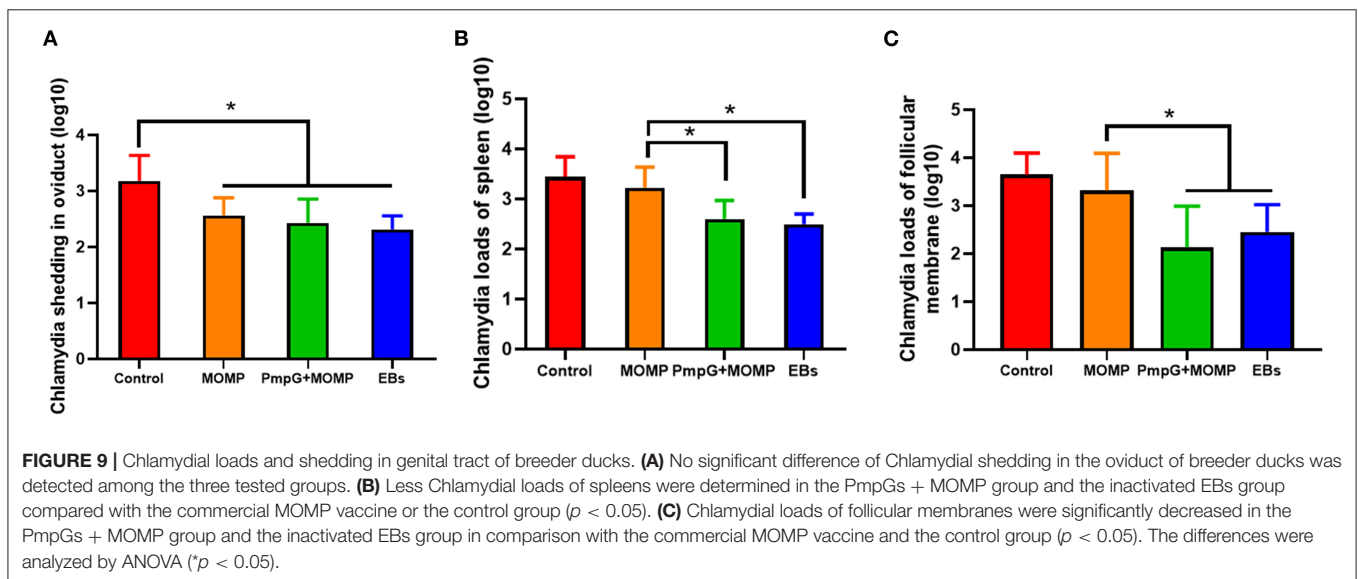 A
Chlamydia shedding in oviduct (log10)
4
3
2
1
0
*
Control MOMP PmpG+MOMP EBs
B
Chlamydia loads of spleen (log10)
5
4
3
2
1
0
*
*
Control MOMP PmpG+MOMP EBs
C
Chlamydia loads of follicular
membrane (log10)
5
4
3
2
1
0
*
Control MOMP PmpG+MOMP EBs
FIGURE 9 | Chlamydial loads and shedding in genital tract of breeder ducks. (A) No significant difference of Chlamydial shedding in the oviduct of breeder ducks was
detected among the three tested groups. (B) Less Chlamydial loads of spleens were determined in the PmpGs + MOMP group and the inactivated EBs group
compared with the commercial MOMP vaccine or the control group (p < 0.05). (C) Chlamydial loads of follicular membranes were significantly decreased in the
PmpGs + MOMP group and the inactivated EBs group in comparison with the commercial MOMP vaccine and the control group (p < 0.05). The differences were
analyzed by ANOVA (*p < 0.05).